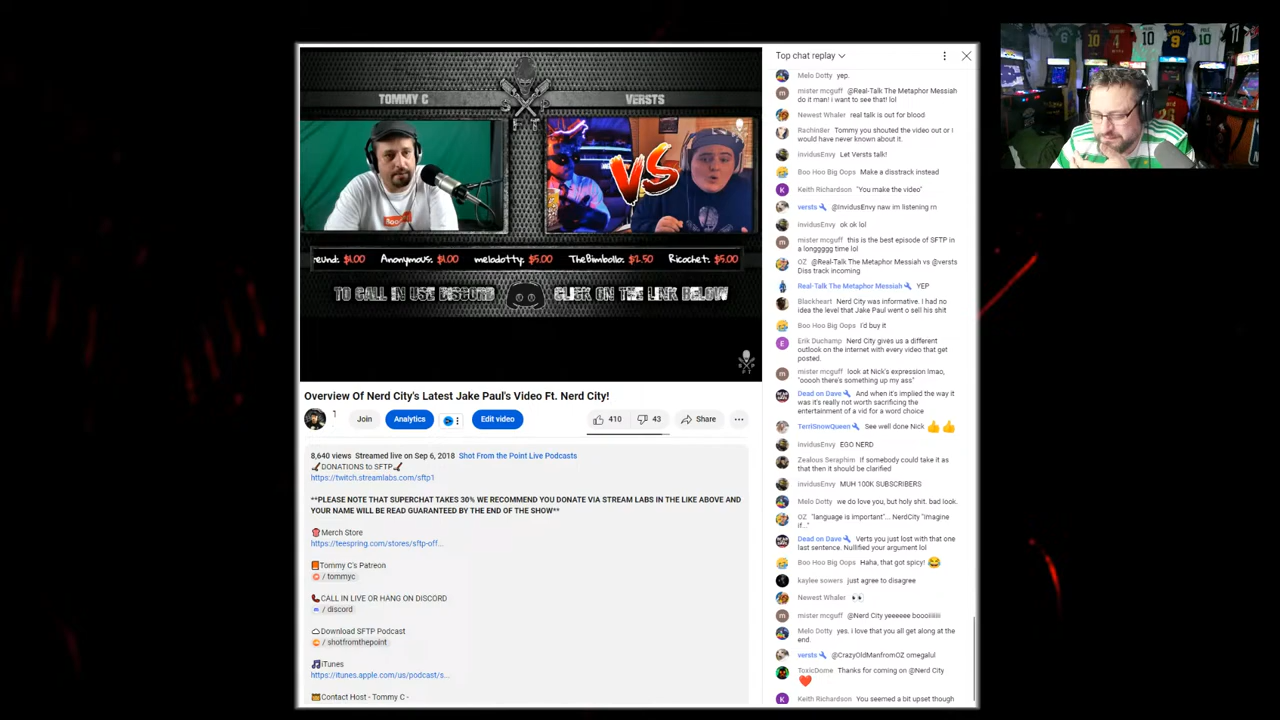 Top chat replay
TOMMY C
VERSTS
VS
eund: $1.00 Anonymous: $1.00 melodotty: $5.00 TheBimbollo: $2.50 Ricochet: $5.00
TO CALL IN USE DISCORD CLICK ON THE LINK BELOW
SFPT
Overview Of Nerd City's Latest Jake Paul's Video Ft. Nerd City!
1
Join
Analytics
Edit video
410
43
Share
8,640 views Streamed live on Sep 6, 2018 Shot From the Point Live Podcasts
DONATIONS to SFTP
https://twitch.streamlabs.com/sftp1
**PLEASE NOTE THAT SUPERCHAT TAKES 30% WE RECOMMEND YOU DONATE VIA STREAM LABS IN THE LIKE ABOVE AND
YOUR NAME WILL BE READ GUARANTEED BY THE END OF THE SHOW**
Merch Store
https://teespring.com/stores/sftp-off...
Tommy C's Patreon
/ tommyc
CALL IN LIVE OR HANG ON DISCORD
/ discord
Download SFTP Podcast
/ shotfromthepoint
iTunes
https://itunes.apple.com/us/podcast/s...
Contact Host - Tommy C -
Melo Dotty yep.
mister mcguff @Real-Talk The Metaphor Messiah
do it man! i want to see that! lol
Newest Whaler real talk is out for blood
Rachin8er Tommy you shouted the video out or I
would have never known about it.
InvidusEnvy Let Versts talk!
Boo Hoo Big Oops Make a disstrack instead
Keith Richardson "You make the video"
versts @InvidusEnvy naw im listening rn
InvidusEnvy ok ok lol
mister mcguff this is the best episode of SFTP in
a longgggg time lol
OZ @Real-Talk The Metaphor Messiah vs @versts
Diss track incoming
Real-Talk The Metaphor Messiah YEP
Blackheart Nerd City was informative. I had no
idea the level that Jake Paul went o sell his shit
Boo Hoo Big Oops I'd buy it
Erik Duchamp Nerd City gives us a different
outlook on the internet with every video that get
posted.
mister mcguff look at Nick's expression lmao,
"ooooh there's something up my ass"
Dead on Dave And when it's implied the way it
was it's really not worth sacrificing the
entertainment of a vid for a word choice
TerriSnowQueen See well done Nick 👍👍
InvidusEnvy EGO NERD
Zealous Seraphim If somebody could take it as
that then it should be clarified
InvidusEnvy MUH 100K SUBSCRIBERS
Melo Dotty we do love you, but holy shit. bad look.
OZ "language is important"... NerdCity "Imagine
if..."
Dead on Dave Verts you just lost with that one
last sentence. Nullified your argument lol
Boo Hoo Big Oops Haha, that got spicy! 😂
kaylee sowers just agree to disagree
Newest Whaler 👀
mister mcguff @Nerd City yeeeeee booiiiiiii
Melo Dotty yes. I love that you all get along at the
end.
versts @CrazyOldManfromOZ omegalul
ToxicDome Thanks for coming on @Nerd City
❤️
Keith Richardson You seemed a bit upset though